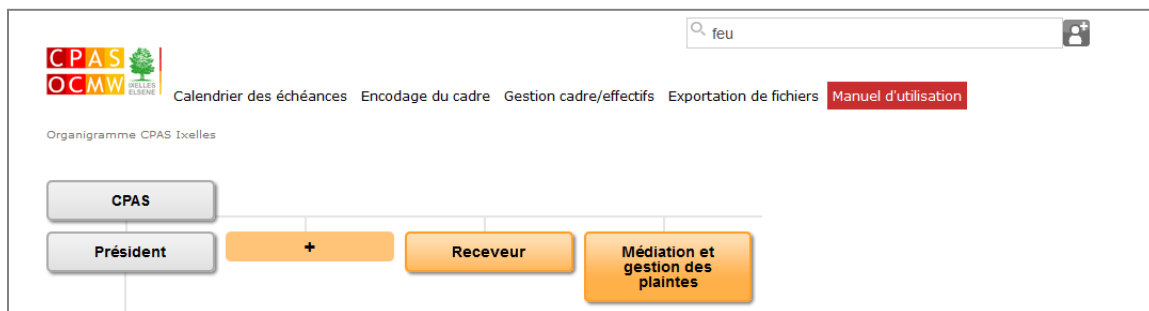 feu
CPAS
OCMW
IXELLES
ELSENE
Calendrier des échéances Encodage du cadre Gestion cadre/effectifs Exportation de fichiers Manuel d'utilisation
Organigramme CPAS Ixelles
CPAS
Président
+
Receveur
Médiation et
gestion des
plaintes